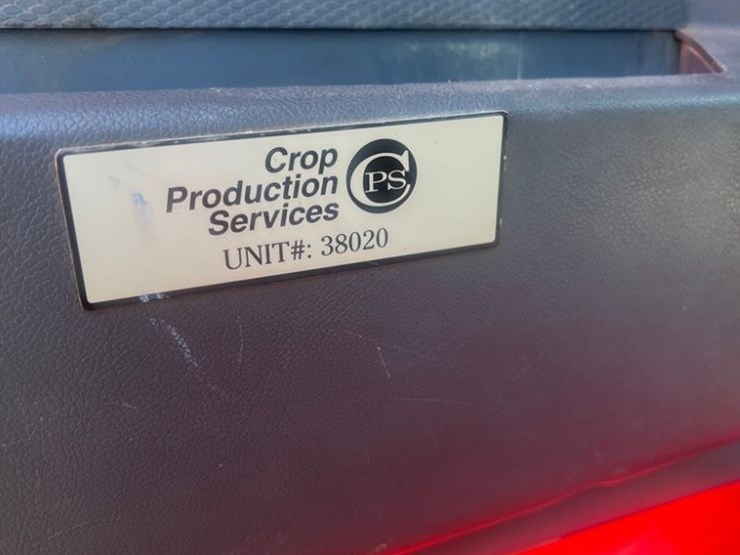 Crop
Production
Services
CPS
UNIT#: 38020